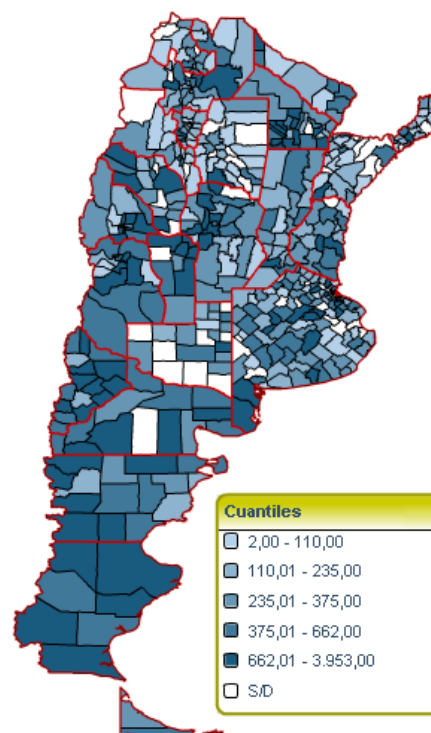 Cuantiles
2,00 - 110,00
110,01 - 235,00
235,01 - 375,00
375,01 - 662,00
662,01 - 3.953,00
S/D